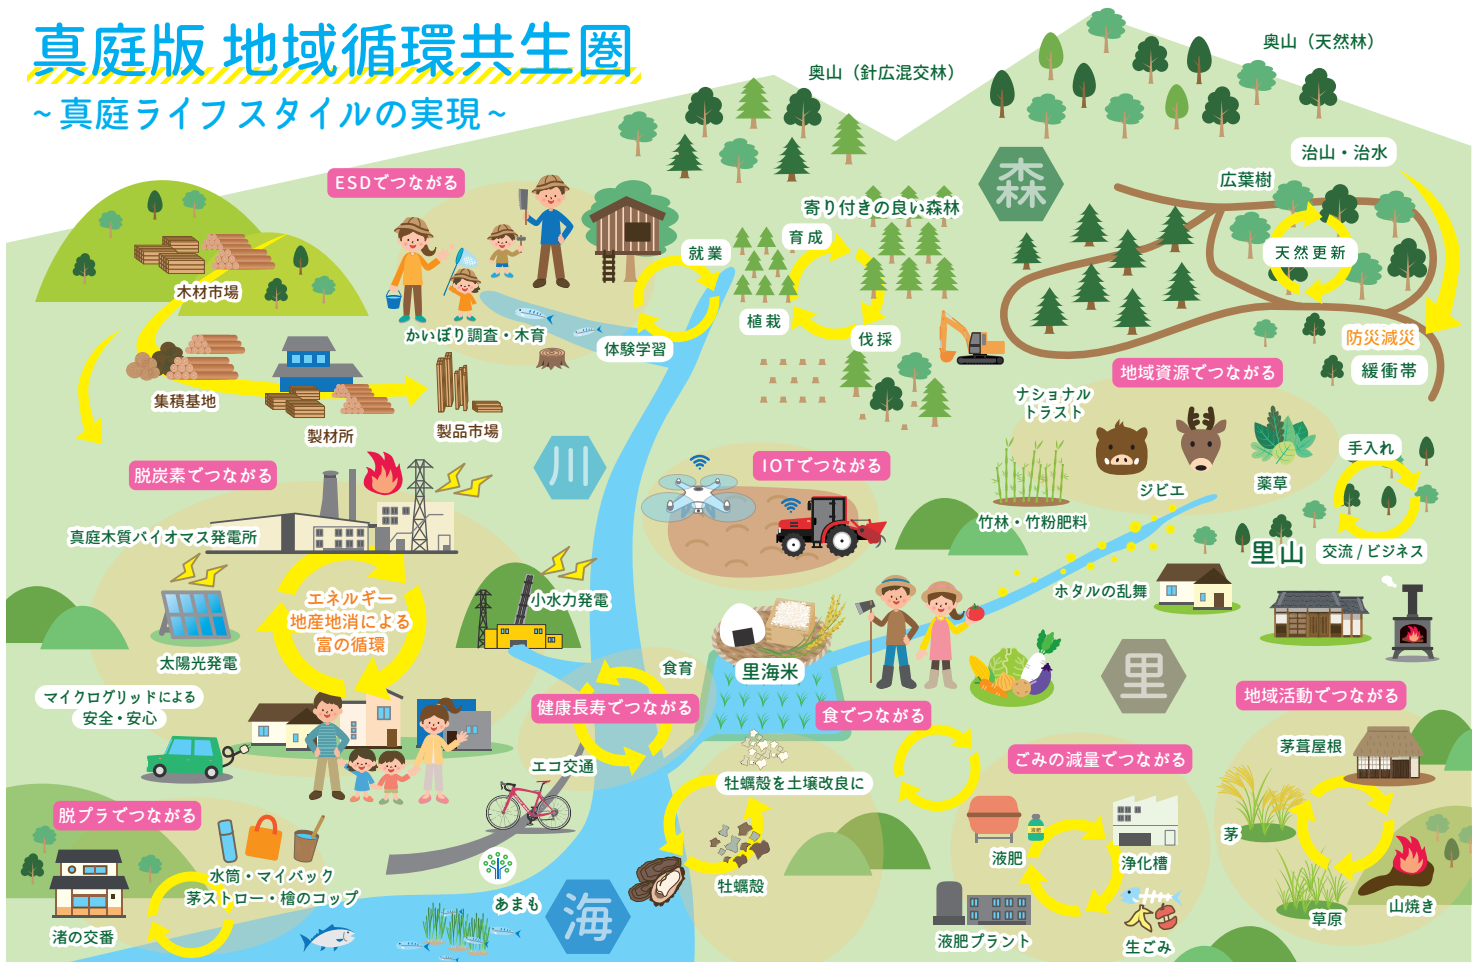 真庭版 地域循環共生圏
~真庭ライフスタイルの実現~
奥山（針広混交林）
奥山（天然林）
森
治山・治水
広葉樹
天然更新
防災減災
緩衝帯
ESDでつながる
かいぼり調査・木育
就業
体験学習
寄り付きの良い森林
育成
植栽
伐採
木材市場
集積基地
製材所
製品市場
川
脱炭素でつながる
真庭木質バイオマス発電所
エネルギー
地産地消による
富の循環
太陽光発電
小水力発電
マイクログリッドによる
安全・安心
IOTでつながる
地域資源でつながる
ナショナル
トラスト
竹林・竹粉肥料
ジビエ
薬草
手入れ
里山
交流/ビジネス
ホタルの乱舞
里
里海米
食育
健康長寿でつながる
食でつながる
エコ交通
牡蠣殻を土壌改良に
牡蠣殻
ごみの減量でつながる
液肥
液肥
浄化槽
液肥プラント
生ごみ
地域活動でつながる
茅葺屋根
茅
草原
山焼き
脱プラでつながる
水筒・マイバック
茅ストロー・檜のコップ
渚の交番
あまも
海